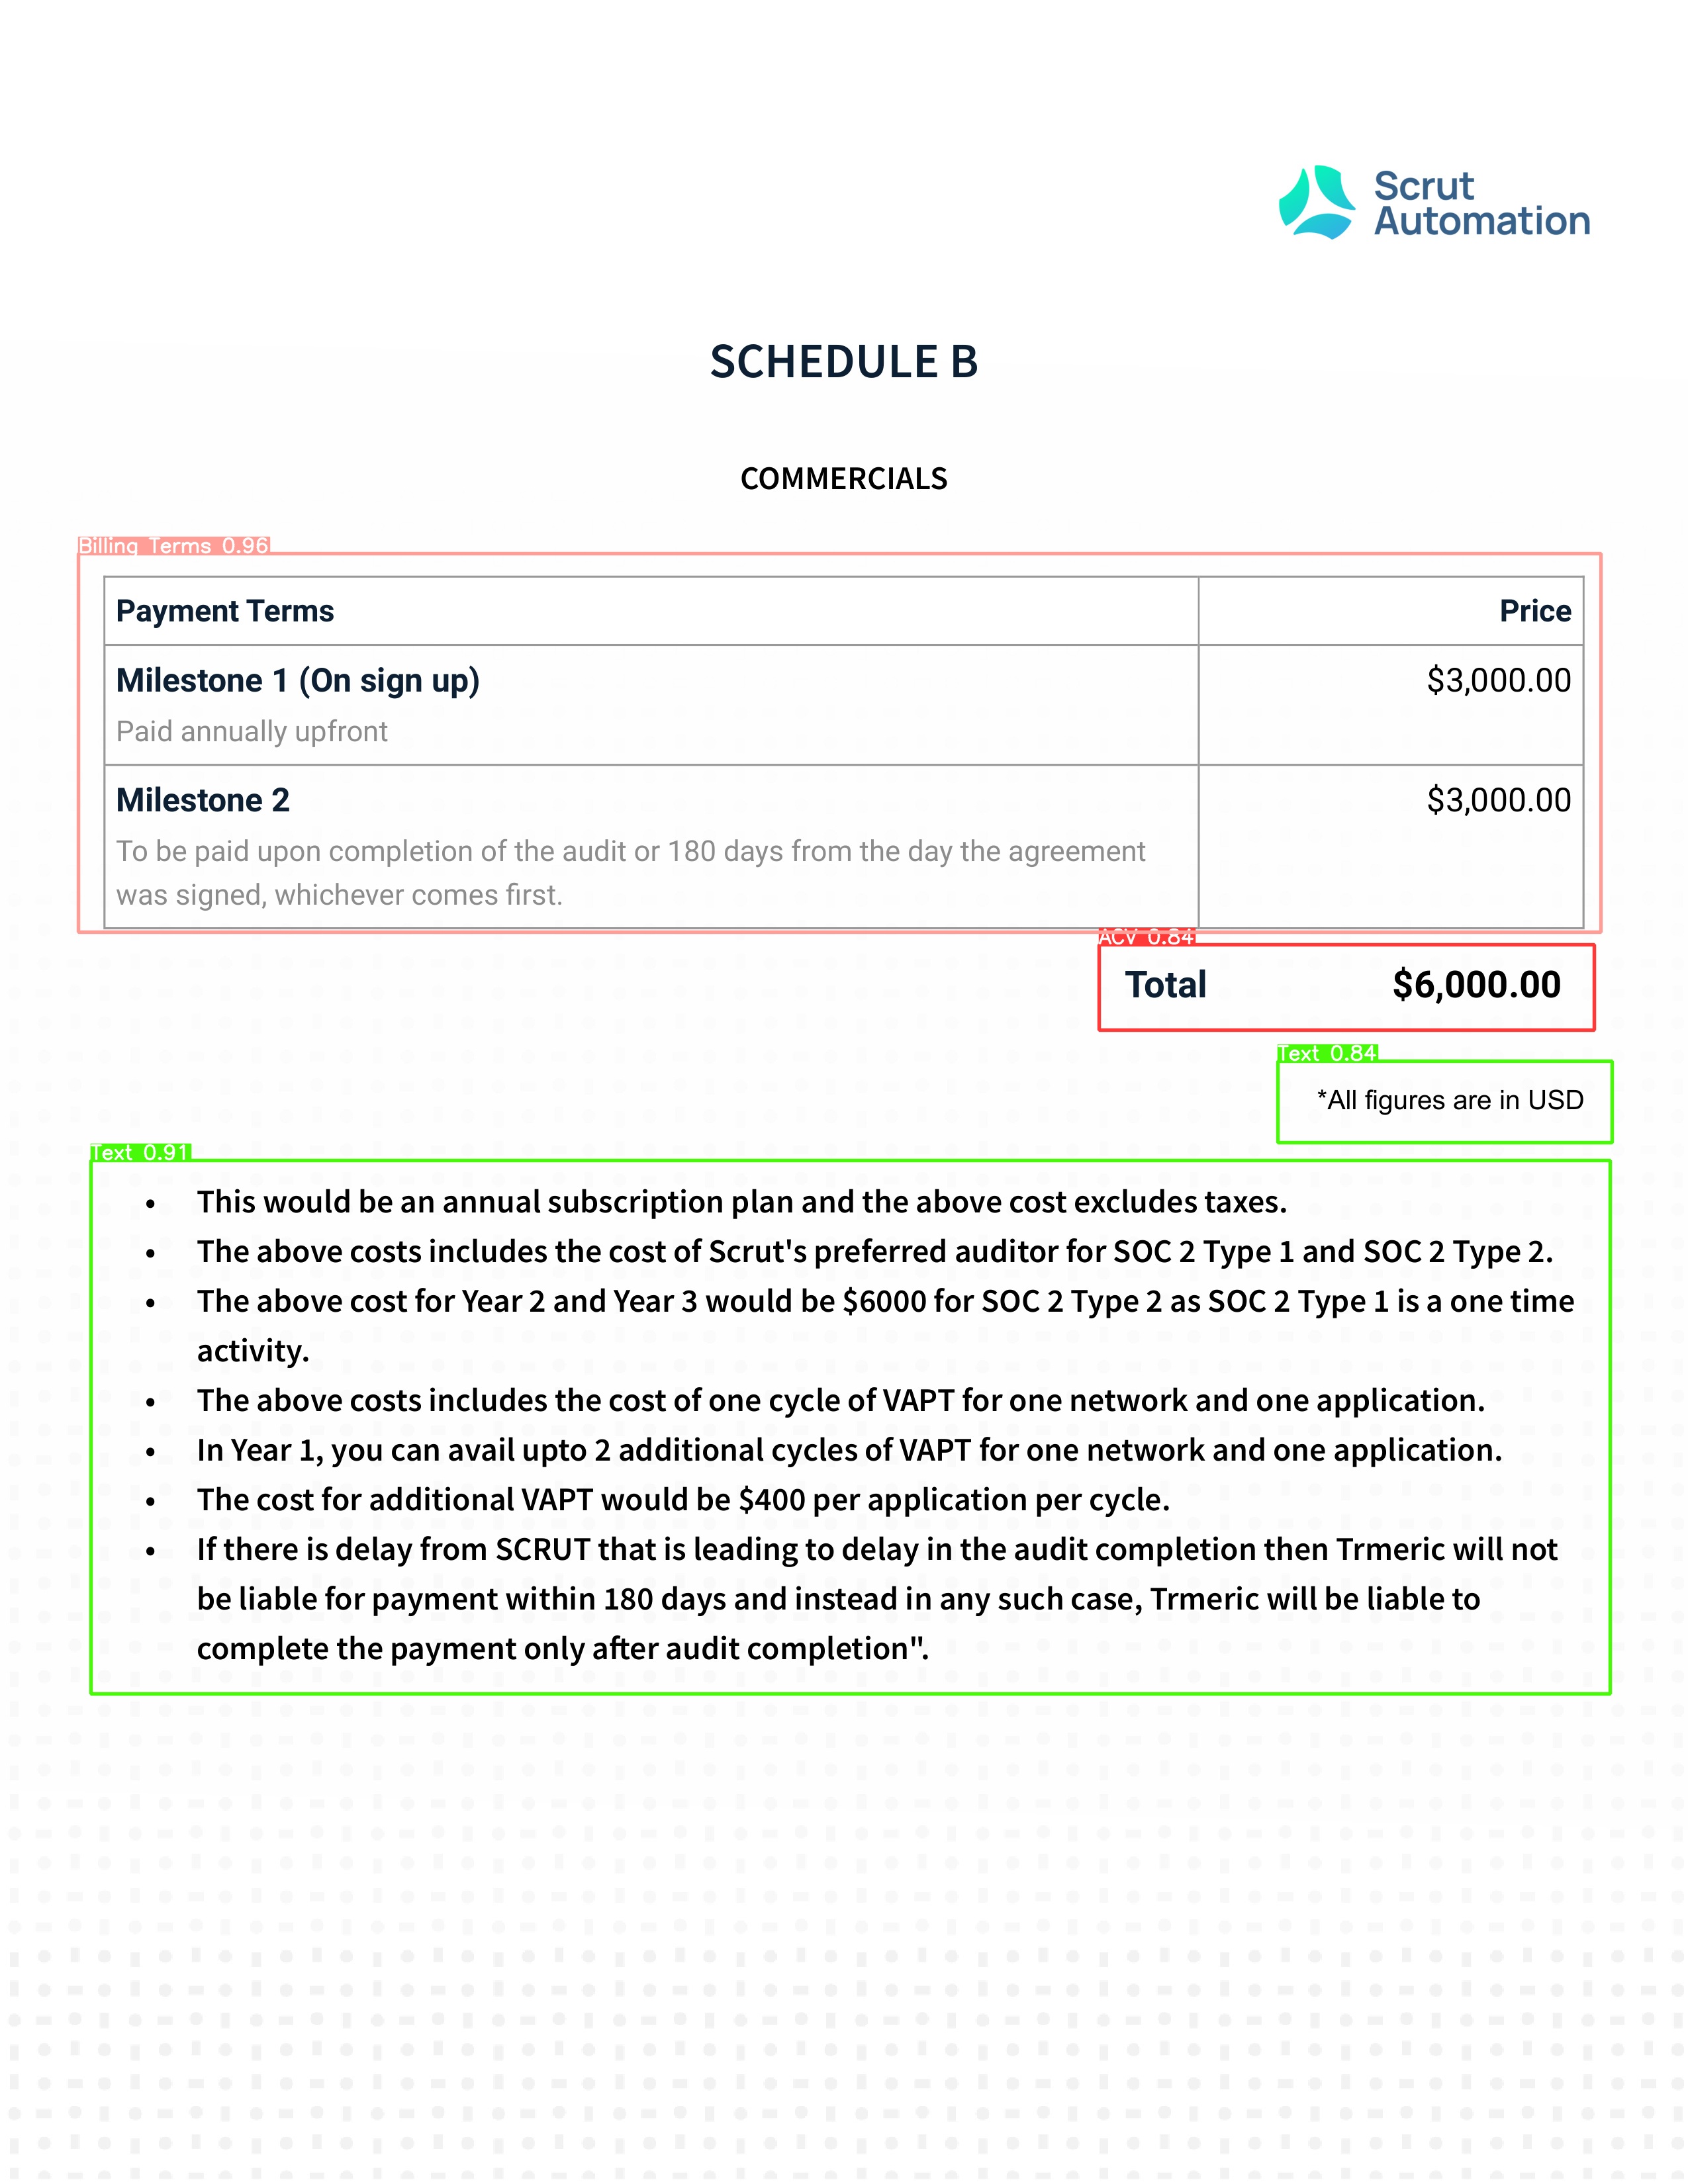 Scrut
Automation
SCHEDULE B
COMMERCIALS
Billing Terms 0.96
Payment Terms Price
Milestone 1 (On sign up) $3,000.00
Paid annually upfront
Milestone 2 $3,000.00
To be paid upon completion of the audit or 180 days from the day the agreement
was signed, whichever comes first.
ACV 0.84
Total $6,000.00
Text 0.84
*All figures are in USD
Text 0.91
• This would be an annual subscription plan and the above cost excludes taxes.
• The above costs includes the cost of Scrut's preferred auditor for SOC 2 Type 1 and SOC 2 Type 2.
• The above cost for Year 2 and Year 3 would be $6000 for SOC 2 Type 2 as SOC 2 Type 1 is a one time
activity.
• The above costs includes the cost of one cycle of VAPT for one network and one application.
• In Year 1, you can avail upto 2 additional cycles of VAPT for one network and one application.
• The cost for additional VAPT would be $400 per application per cycle.
• If there is delay from SCRUT that is leading to delay in the audit completion then Trmeric will not
be liable for payment within 180 days and instead in any such case, Trmeric will be liable to
complete the payment only after audit completion".